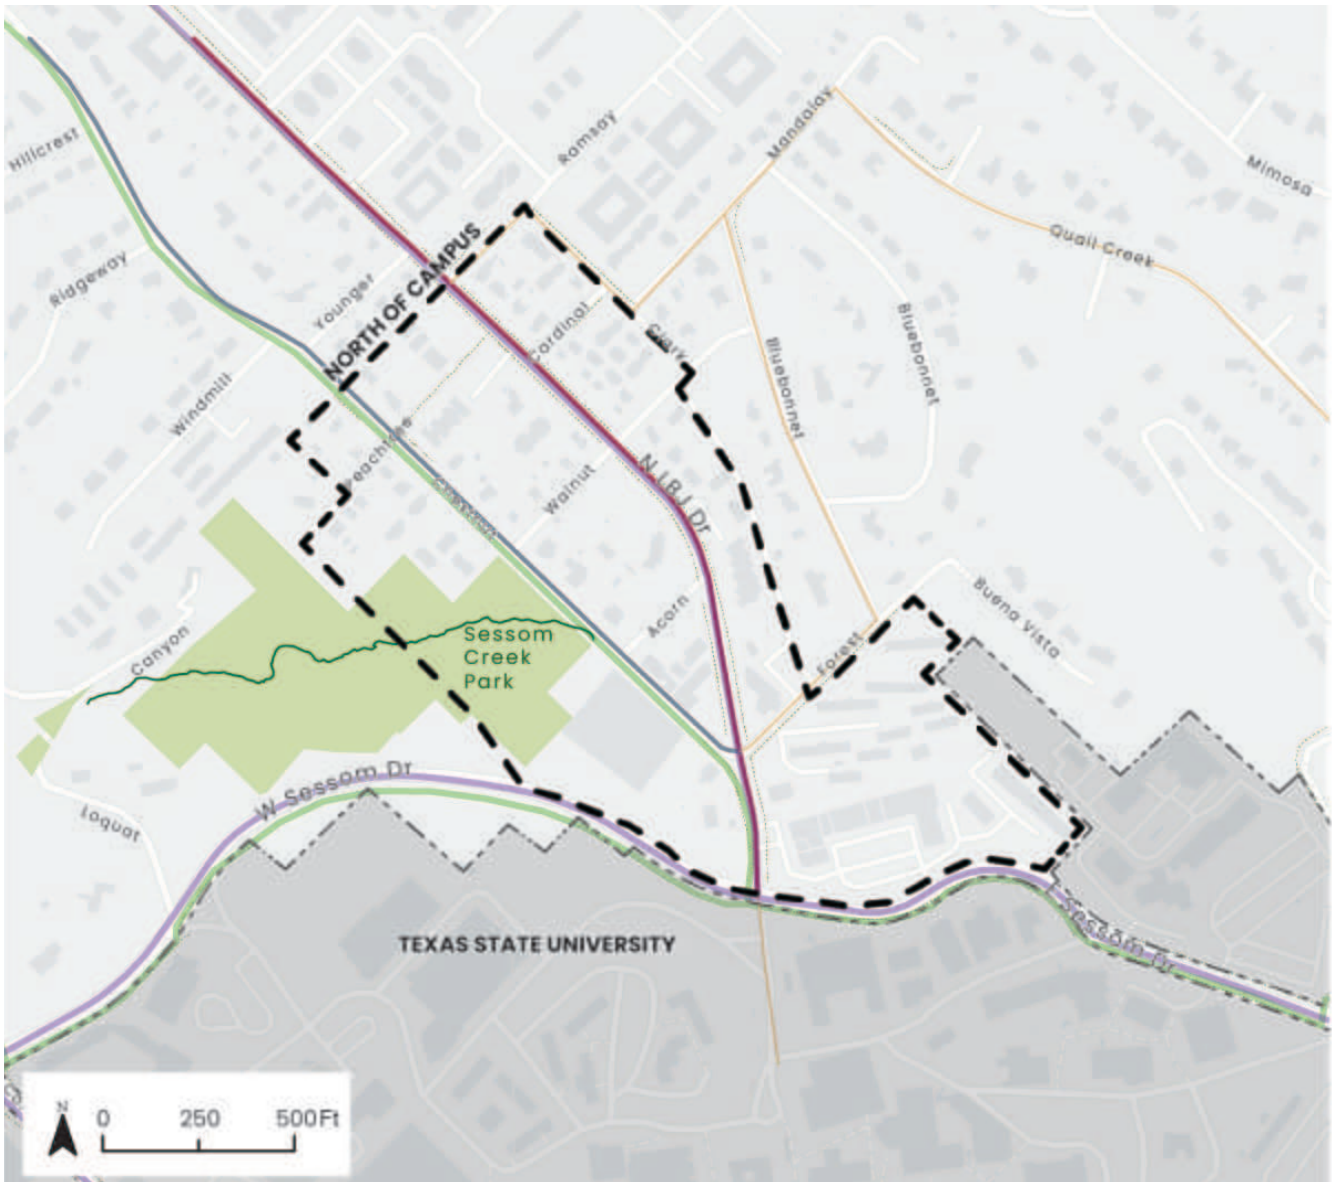 Hillcrest
Ramsay
Mandalay
Mimosa
Ridgeway
Younger
NORTH OF CAMPUS
Quail Creek
Cardinal
Clark
Bluebonnet
Bluebonnet
Windmill
Peachtree
Walnut
N LBJ Dr
Acorn
Buena Vista
Canyon
Sessom
Creek
Park
Forest
W Sessom Dr
Loquat
Sessom Dr
TEXAS STATE UNIVERSITY
N
0 250 500Ft